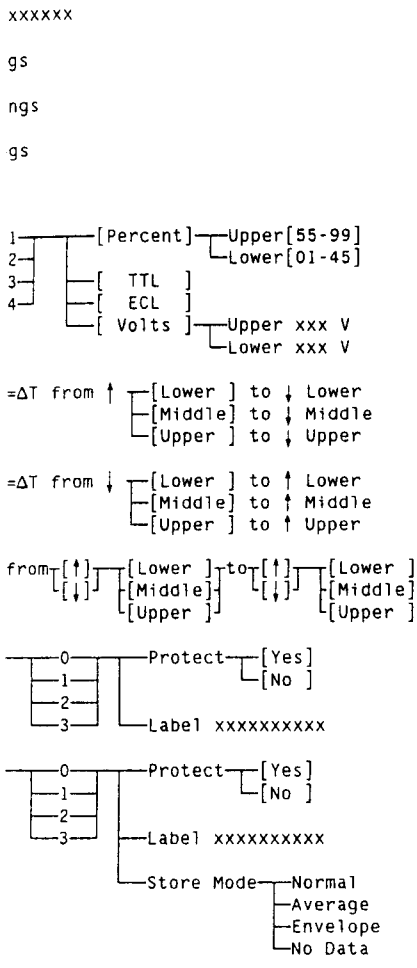 xxxxxx
gs
ngs
gs
1 [Percent] Upper[55-99]
2 Lower[01-45]
3 [ TTL ]
4 [ ECL ]
[ Volts ] Upper xxx V
Lower xxx V
=ΔT from ↑ [Lower ] to ↓ Lower
[Middle] to ↓ Middle
[Upper ] to ↓ Upper
=ΔT from ↓ [Lower ] to ↑ Lower
[Middle] to ↑ Middle
[Upper ] to ↑ Upper
from [↑] [Lower ] to [↑] [Lower ]
[↓] [Middle] [↓] [Middle]
[Upper ] [Upper ]
0 Protect [Yes]
1 [No ]
2
3 Label xxxxxxxxxx
0 Protect [Yes]
1 [No ]
2
3 Label xxxxxxxxxx
Store Mode Normal
Average
Envelope
No Data